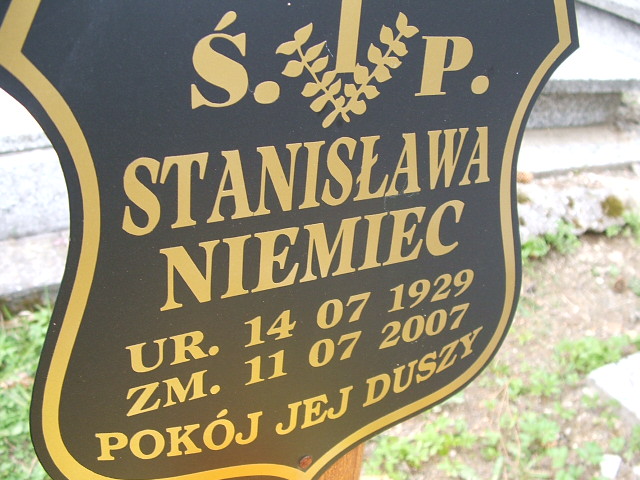 Ś. P.
STANISŁAWA
NIEMIEC
UR. 14 07 1929
ZM. 11 07 2007
POKÓJ JEJ DUSZY